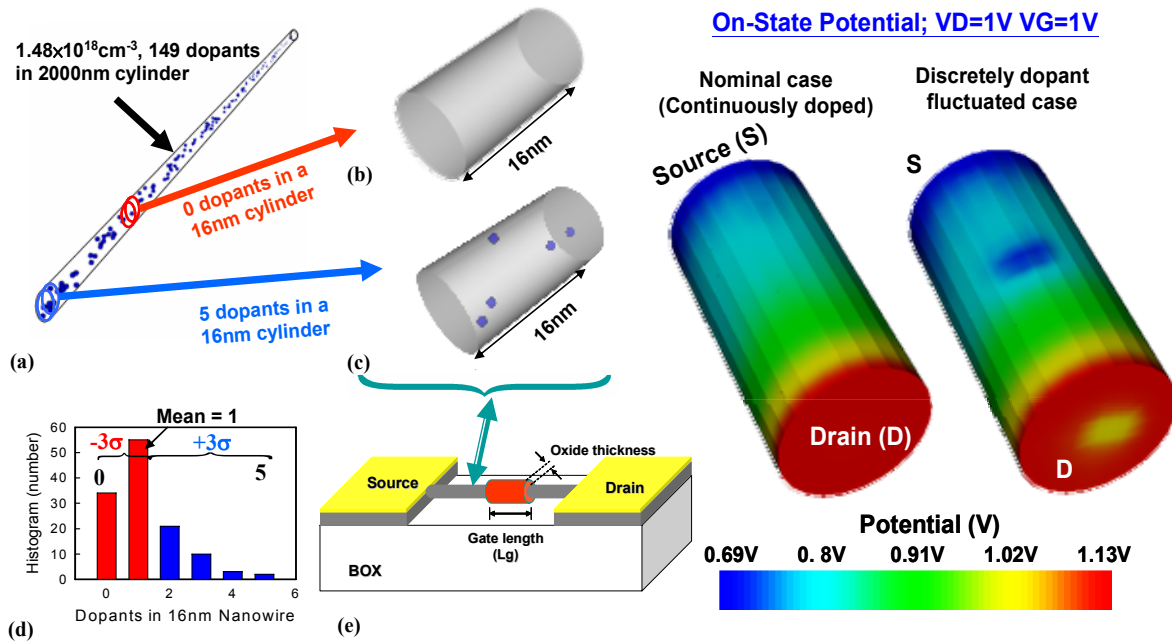 1.48x10¹⁸cm⁻³, 149 dopants
in 2000nm cylinder
0 dopants in a
16nm cylinder
5 dopants in a
16nm cylinder
(a)
16nm
(b)
16nm
(c)
Mean = 1
-3σ
+3σ
0
5
Histogram (number)
60
50
40
30
20
10
0
0 2 4 6
Dopants in 16nm Nanowire
(d)
Oxide thickness
Source
Drain
Gate length
(Lg)
BOX
(e)
On-State Potential; VD=1V VG=1V
Nominal case
(Continuously doped)
Discretely dopant
fluctuated case
Source (S)
S
Drain (D)
D
Potential (V)
0.69V 0.8V 0.91V 1.02V 1.13V